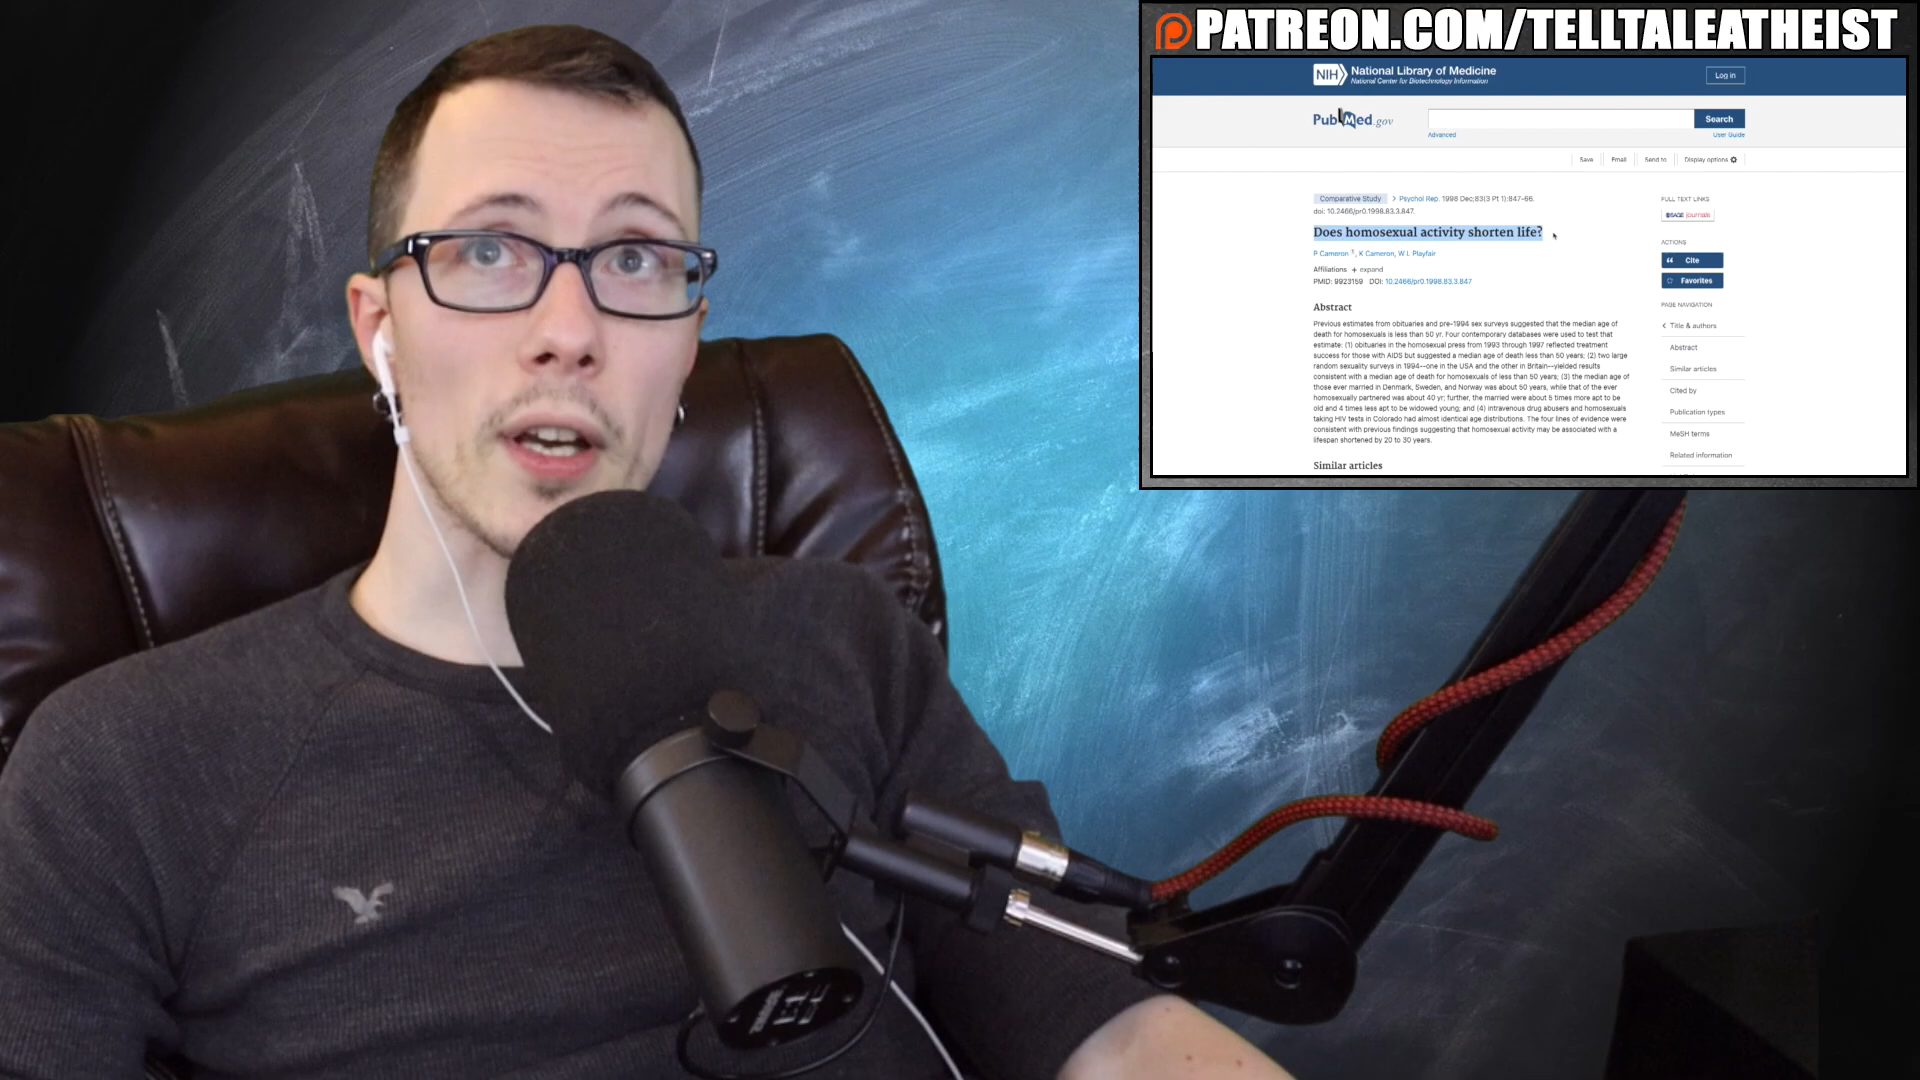 PATREON.COM/TELLTALEATHEIST
NIH National Library of Medicine
National Center for Biotechnology Information
Log in
PubMed.gov
Search
Advanced
User Guide
Save
Email
Send to
Display options
Comparative Study > Psychol Rep. 1998 Dec;83(3 Pt 1):847-66.
doi: 10.2466/pr0.1998.83.3.847.
Does homosexual activity shorten life?
P Cameron 1, K Cameron, W L Playfair
Affiliations + expand
PMID: 9923159 DOI: 10.2466/pr0.1998.83.3.847
Abstract
Previous estimates from obituaries and pre-1994 sex surveys suggested that the median age of
death for homosexuals is less than 50 yr. Four contemporary databases were used to test that
estimate: (1) obituaries in the homosexual press from 1993 through 1997 reflected treatment
success for those with AIDS but suggested a median age of death less than 50 years; (2) two large
random sexuality surveys in 1994--one in the USA and the other in Britain--yielded results
consistent with a median age of death for homosexuals of less than 50 years; (3) the median age of
those ever married in Denmark, Sweden, and Norway was about 50 years, while that of the ever
homosexually partnered was about 40 yr; further, the married were about 5 times more apt to be
old and 4 times less apt to be widowed young; and (4) intravenous drug abusers and homosexuals
taking HIV tests in Colorado had almost identical age distributions. The four lines of evidence were
consistent with previous findings suggesting that homosexual activity may be associated with a
lifespan shortened by 20 to 30 years.
Similar articles
FULL TEXT LINKS
SAGE journals
ACTIONS
Cite
Favorites
PAGE NAVIGATION
Title & authors
Abstract
Similar articles
Cited by
Publication types
MeSH terms
Related information